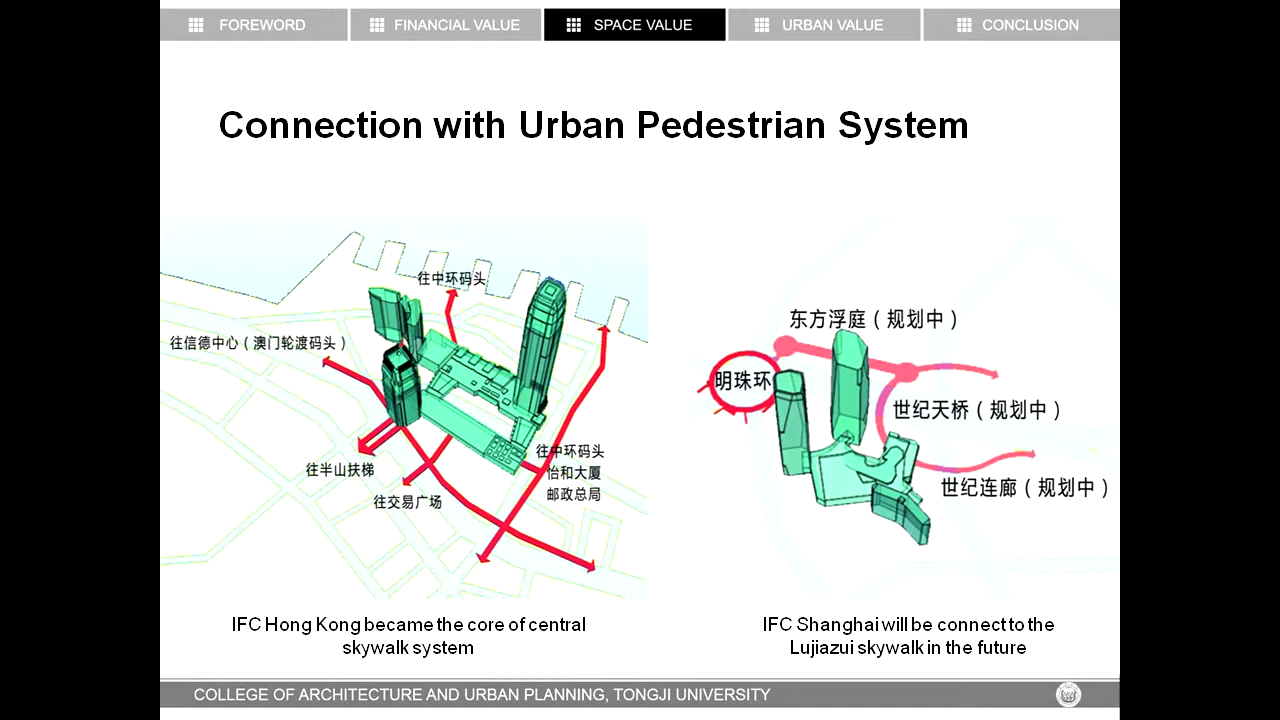 FOREWORD
FINANCIAL VALUE
SPACE VALUE
URBAN VALUE
CONCLUSION
Connection with Urban Pedestrian System
往中环码头
往信德中心(澳门轮渡码头)
往半山扶梯
往交易广场
往中环码头
怡和大厦
邮政总局
东方浮庭(规划中)
明珠环
世纪天桥(规划中)
世纪连廊(规划中)
IFC Hong Kong became the core of central
skywalk system
IFC Shanghai will be connect to the
Lujiazui skywalk in the future
COLLEGE OF ARCHITECTURE AND URBAN PLANNING, TONGJI UNIVERSITY